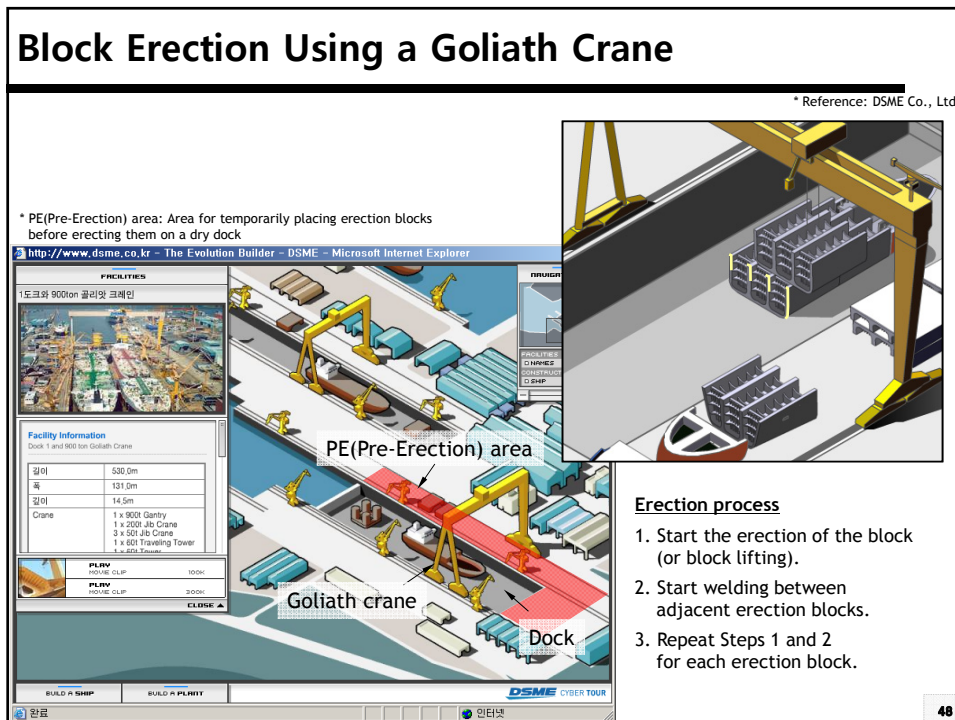 Block Erection Using a Goliath Crane
* Reference: DSME Co., Ltd
* PE(Pre-Erection) area: Area for temporarily placing erection blocks
before erecting them on a dry dock
http://www.dsme.co.kr - The Evolution Builder - DSME - Microsoft Internet Explorer
FACILITIES
1도크와 900ton 골리앗 크레인
Facility Information
Dock 1 and 900 ton Goliath Crane
길이 530,0m
폭 131,0m
깊이 14,5m
Crane 1 x 900t Gantry
1 x 200t Jib Crane
3 x 50t Jib Crane
1 x 60t Traveling Tower
1 x 60t Tower
PLAY
MOVIE CLIP 100K
PLAY
MOVIE CLIP 300K
CLOSE
BUILD A SHIP
BUILD A PLANT
DSME CYBER TOUR
완료
인터넷
FACILITIES
NAMES
SHIP
PE(Pre-Erection) area
Goliath crane
Dock
Erection process
1. Start the erection of the block
(or block lifting).
2. Start welding between
adjacent erection blocks.
3. Repeat Steps 1 and 2
for each erection block.
48